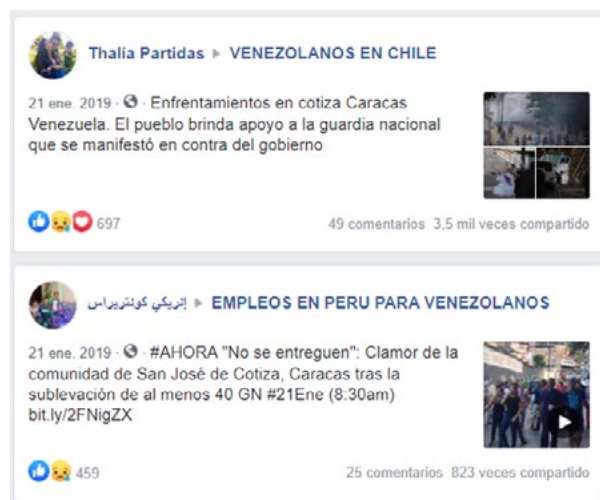 Thalía Partidas ▸ VENEZOLANOS EN CHILE
21 ene. 2019 · Enfrentamientos en cotiza Caracas
Venezuela. El pueblo brinda apoyo a la guardia nacional
que se manifestó en contra del gobierno
697
49 comentarios 3,5 mil veces compartido
إنريكي كونتريراس ▸ EMPLEOS EN PERU PARA VENEZOLANOS
21 ene. 2019 · #AHORA "No se entreguen": Clamor de la
comunidad de San José de Cotiza, Caracas tras la
sublevación de al menos 40 GN #21Ene (8:30am)
bit.ly/2FNigZX
459
25 comentarios 823 veces compartido